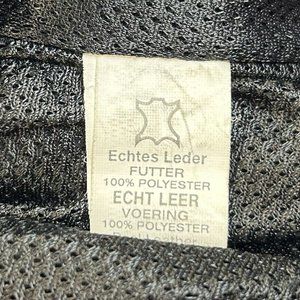 Echtes Leder
FUTTER
100% POLYESTER
ECHT LEER
VOERING
100% POLYESTER